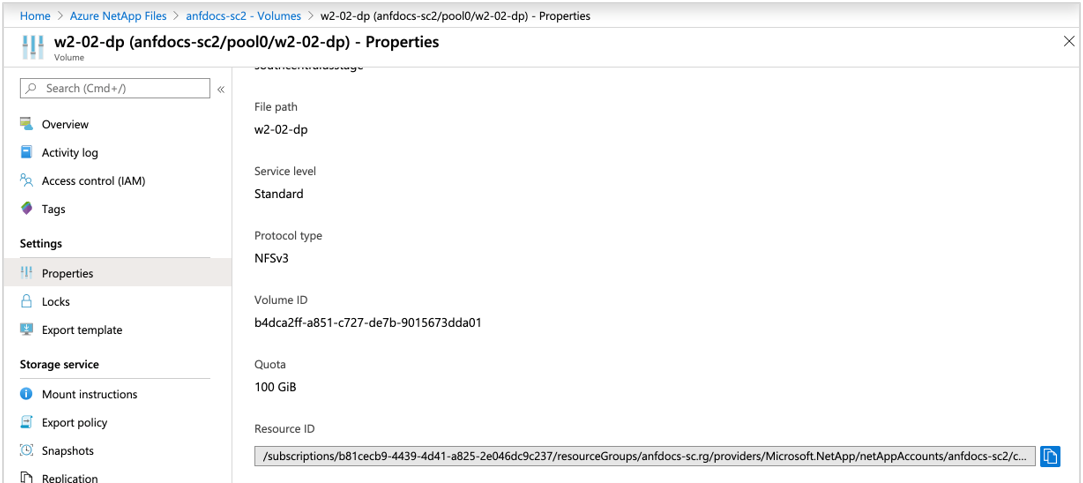 Home > Azure NetApp Files > anfdocs-sc2 - Volumes > w2-02-dp (anfdocs-sc2/pool0/w2-02-dp) - Properties
w2-02-dp (anfdocs-sc2/pool0/w2-02-dp) - Properties
Volume
Search (Cmd+/)
«
Overview
Activity log
Access control (IAM)
Tags
Settings
Properties
Locks
Export template
Storage service
Mount instructions
Export policy
Snapshots
Replication
southcentralusstage
File path
w2-02-dp
Service level
Standard
Protocol type
NFSv3
Volume ID
b4dca2ff-a851-c727-de7b-9015673dda01
Quota
100 GiB
Resource ID
/subscriptions/b81cecb9-4439-4d41-a825-2e046dc9c237/resourceGroups/anfdocs-sc.rg/providers/Microsoft.NetApp/netAppAccounts/anfdocs-sc2/c...